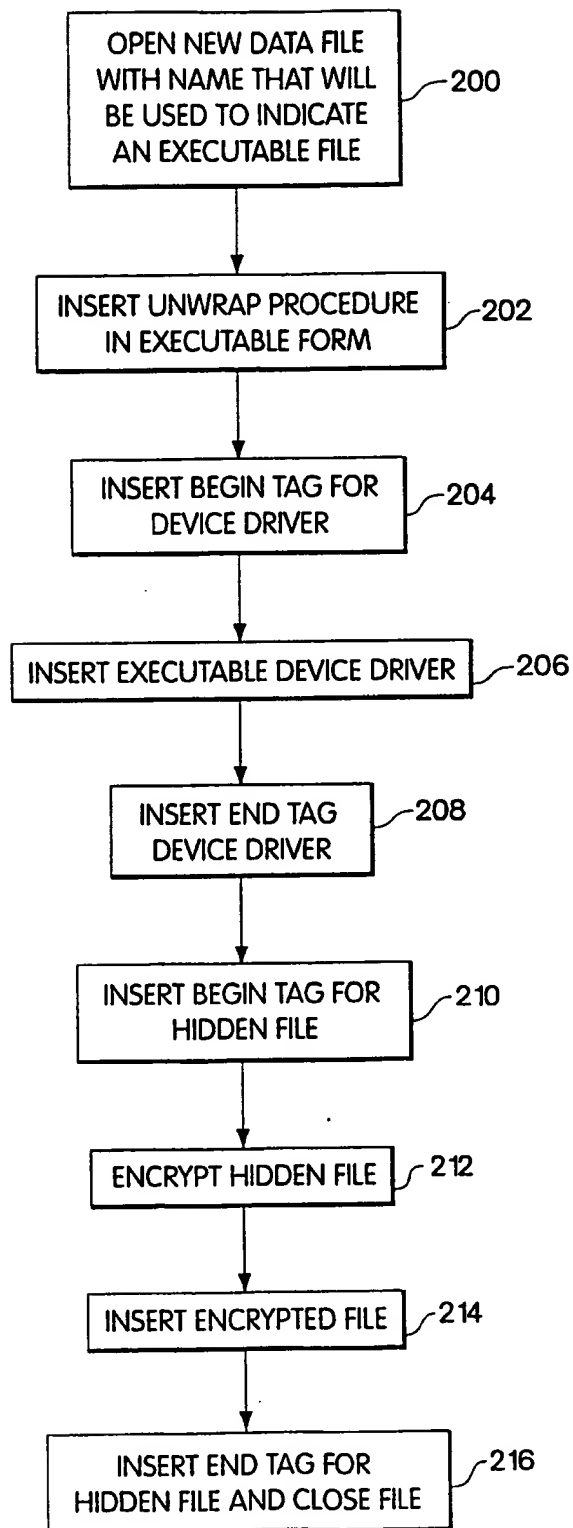 OPEN NEW DATA FILE
WITH NAME THAT WILL
BE USED TO INDICATE
AN EXECUTABLE FILE
200
INSERT UNWRAP PROCEDURE
IN EXECUTABLE FORM
202
INSERT BEGIN TAG FOR
DEVICE DRIVER
204
INSERT EXECUTABLE DEVICE DRIVER
206
INSERT END TAG
DEVICE DRIVER
208
INSERT BEGIN TAG FOR
HIDDEN FILE
210
ENCRYPT HIDDEN FILE
212
INSERT ENCRYPTED FILE
214
INSERT END TAG FOR
HIDDEN FILE AND CLOSE FILE
216